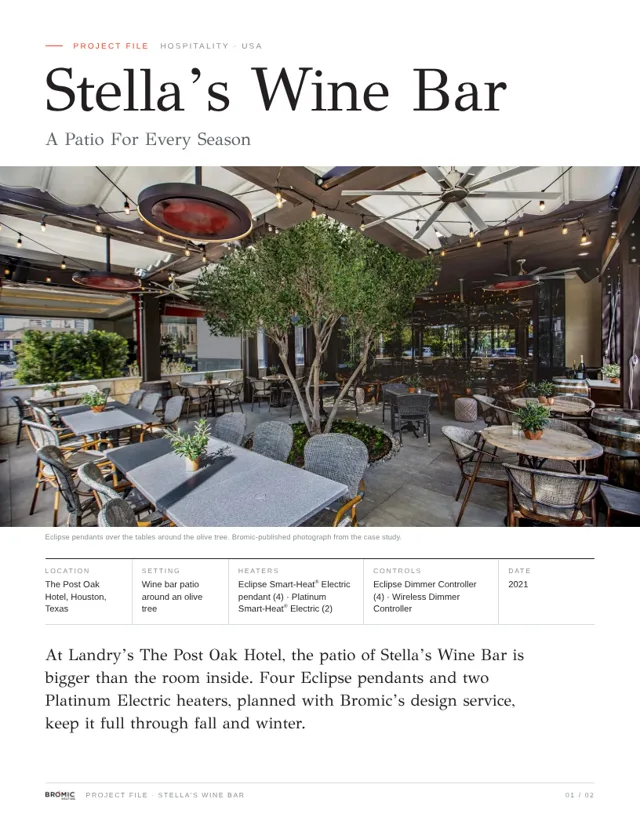 PROJECT FILE HOSPITALITY · USA
Stella’s Wine Bar
A Patio For Every Season
Eclipse pendants over the tables around the olive tree. Bromic-published photograph from the case study.
LOCATION
The Post Oak
Hotel, Houston,
Texas
SETTING
Wine bar patio
around an olive
tree
HEATERS
Eclipse Smart-Heat® Electric
pendant (4) · Platinum
Smart-Heat® Electric (2)
CONTROLS
Eclipse Dimmer Controller
(4) · Wireless Dimmer
Controller
DATE
2021
At Landry’s The Post Oak Hotel, the patio of Stella’s Wine Bar is
bigger than the room inside. Four Eclipse pendants and two
Platinum Electric heaters, planned with Bromic’s design service,
keep it full through fall and winter.
BROMIC PROJECT FILE · STELLA’S WINE BAR 01 / 02